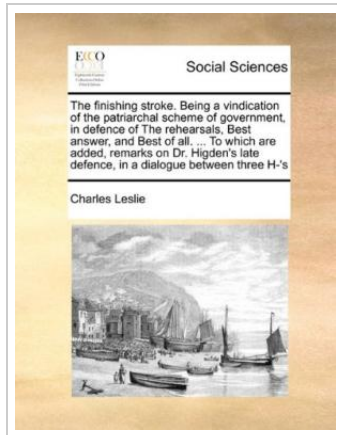 ECCO
Social Sciences
The finishing stroke. Being a vindication
of the patriarchal scheme of government,
in defence of The rehearsals, Best
answer, and Best of all. ... To which are
added, remarks on Dr. Higden's late
defence, in a dialogue between three H-'s
Charles Leslie